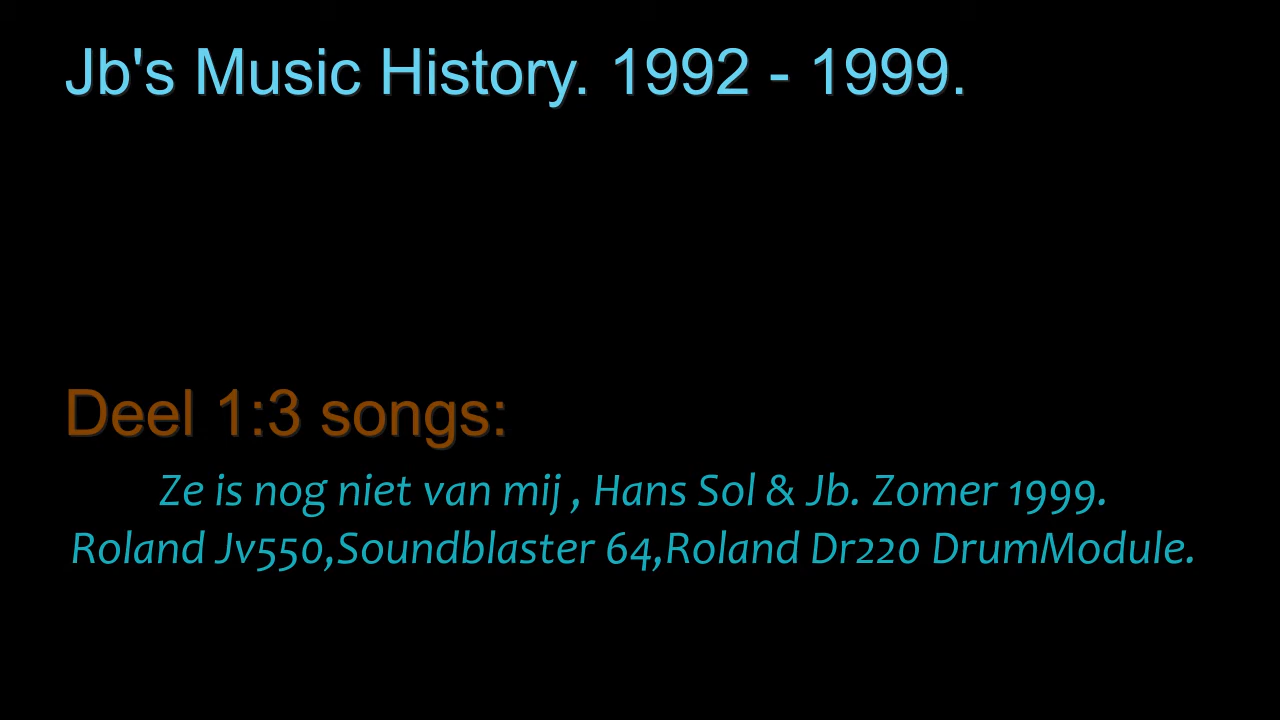 Jb's Music History. 1992 - 1999.
Deel 1:3 songs:
Ze is nog niet van mij , Hans Sol & Jb. Zomer 1999.
Roland Jv550,Soundblaster 64,Roland Dr220 DrumModule.